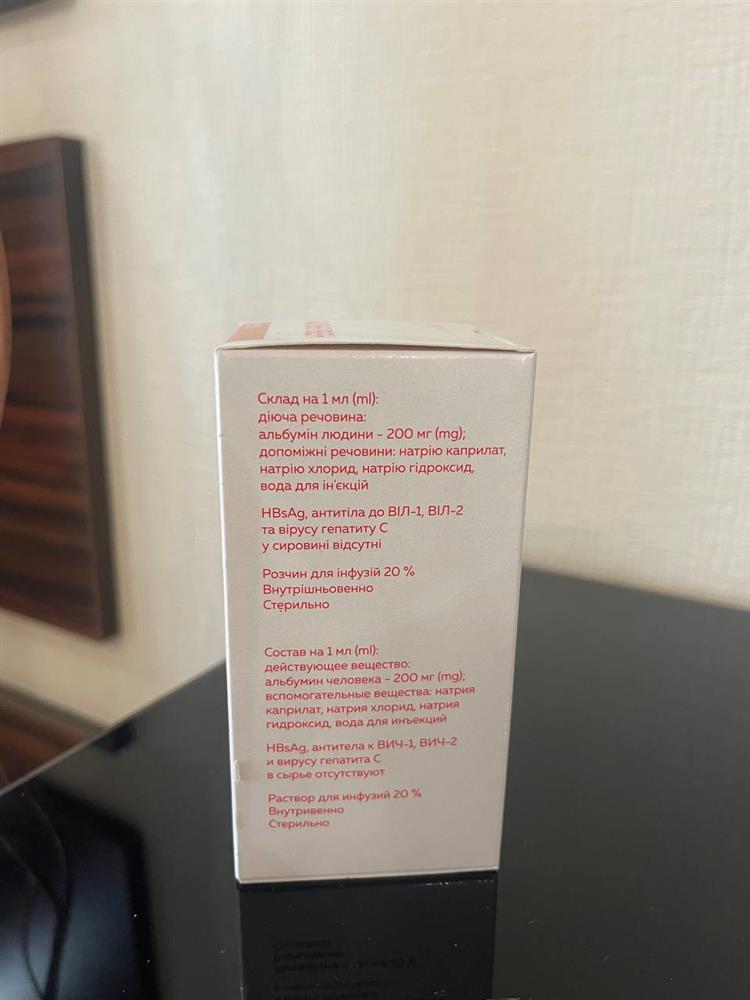 Склад на 1 мл (ml):
діюча речовина:
альбумін людини - 200 мг (mg);
допоміжні речовини: натрію каприлат,
натрію хлорид, натрію гідроксид,
вода для ін'єкцій
HBsAg, антитіла до ВІЛ-1, ВІЛ-2
та вірусу гепатиту С
у сировині відсутні
Розчин для інфузій 20 %
Внутрішньовенно
Стерильно
Состав на 1 мл (ml):
действующее вещество:
альбумин человека - 200 мг (mg);
вспомогательные вещества: натрия
каприлат, натрия хлорид, натрия
гидроксид, вода для инъекций
HBsAg, антитела к ВИЧ-1, ВИЧ-2
и вирусу гепатита С
в сырье отсутствуют
Раствор для инфузий 20 %
Внутривенно
Стерильно